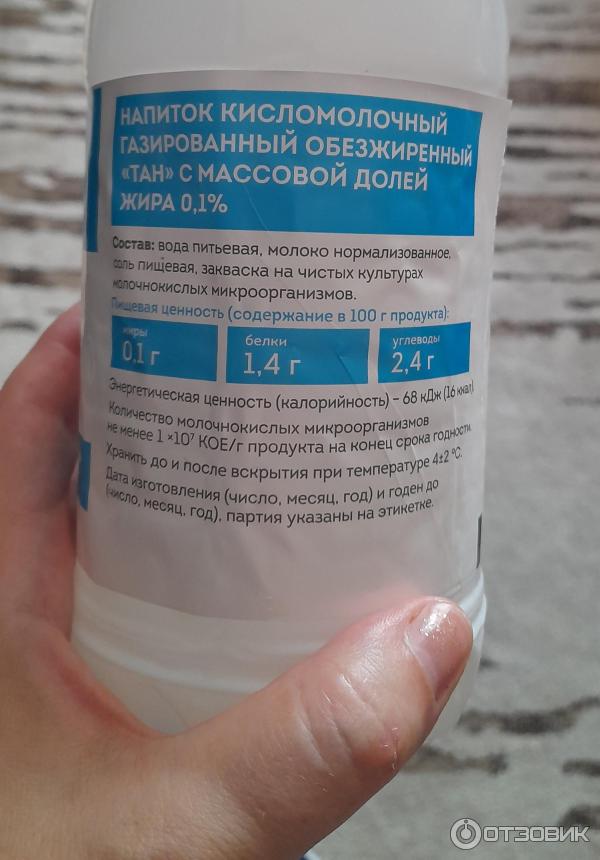 НАПИТОК КИСЛОМОЛОЧНЫЙ
ГАЗИРОВАННЫЙ ОБЕЗЖИРЕННЫЙ
«ТАН» С МАССОВОЙ ДОЛЕЙ
ЖИРА 0,1%
Состав: вода питьевая, молоко нормализованное,
соль пищевая, закваска на чистых культурах
молочнокислых микроорганизмов.
Пищевая ценность (содержание в 100 г продукта):
жиры белки углеводы
0,1 г 1,4 г 2,4 г
Энергетическая ценность (калорийность) – 68 кДж (16 ккал)
Количество молочнокислых микроорганизмов
не менее 1 ×10⁷ КОЕ/г продукта на конец срока годности.
Хранить до и после вскрытия при температуре 4±2 °С.
Дата изготовления (число, месяц, год) и годен до
(число, месяц, год), партия указаны на этикетке.
ОТЗОВИК